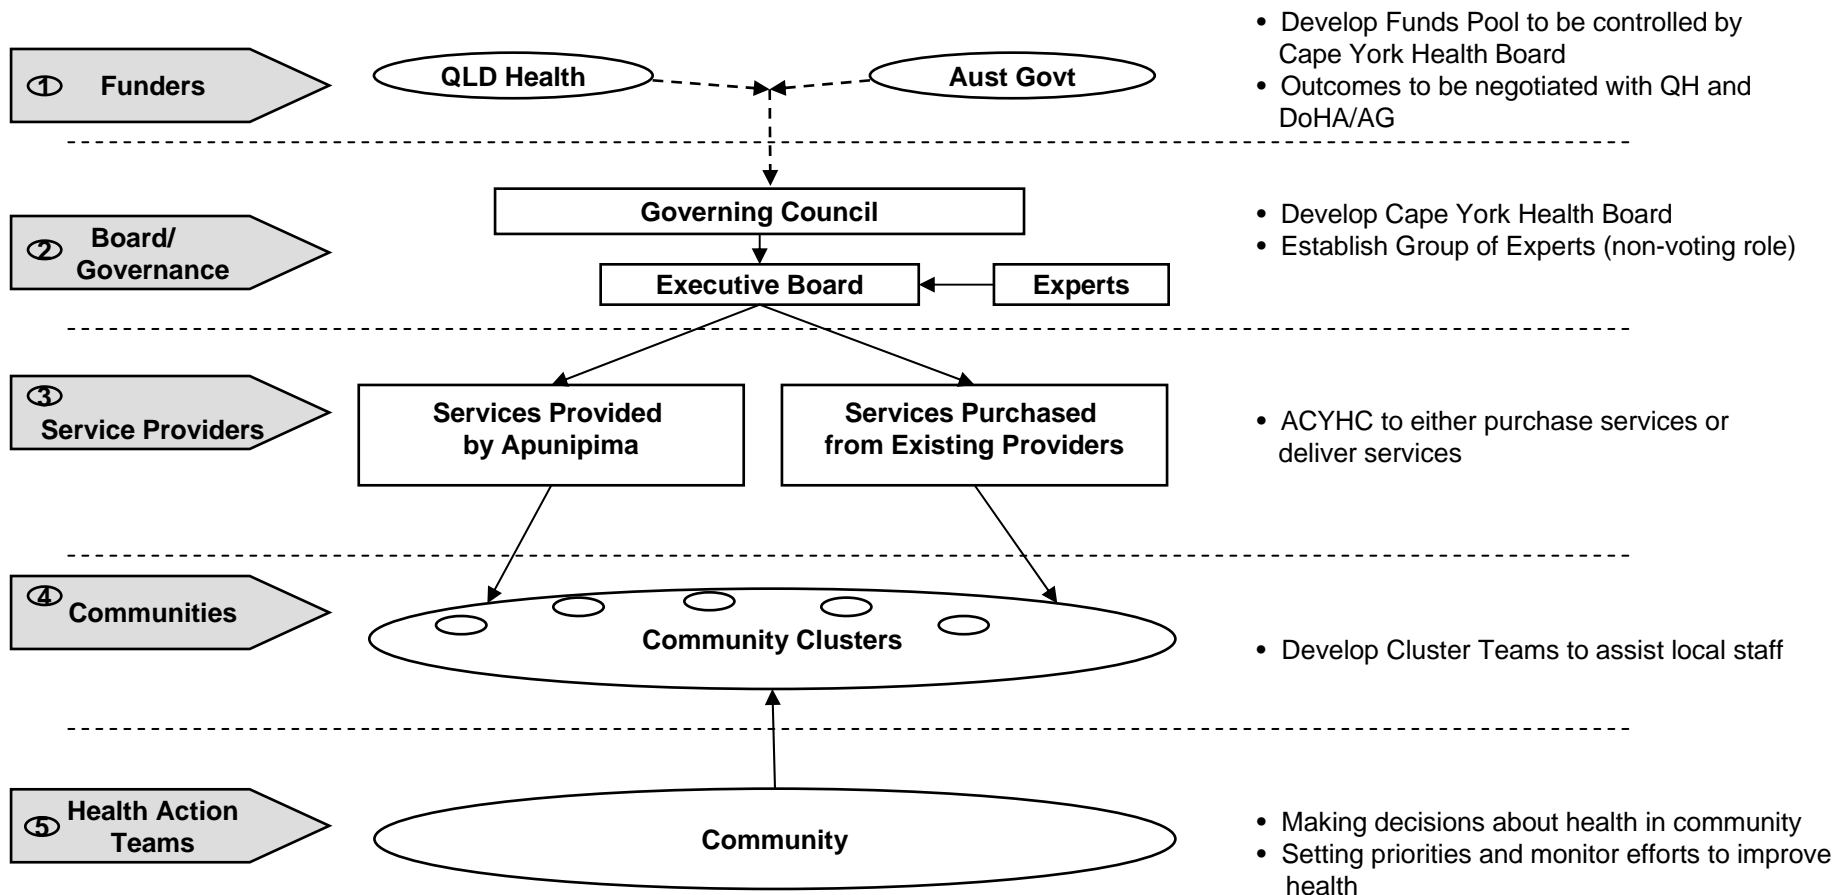 ① Funders
QLD Health
Aust Govt
• Develop Funds Pool to be controlled by
Cape York Health Board
• Outcomes to be negotiated with QH and
DoHA/AG
② Board/
Governance
Governing Council
Executive Board
Experts
• Develop Cape York Health Board
• Establish Group of Experts (non-voting role)
③
Service Providers
Services Provided
by Apunipima
Services Purchased
from Existing Providers
• ACYHC to either purchase services or
deliver services
④ Communities
Community Clusters
• Develop Cluster Teams to assist local staff
⑤ Health Action
Teams
Community
• Making decisions about health in community
• Setting priorities and monitor efforts to improve
health